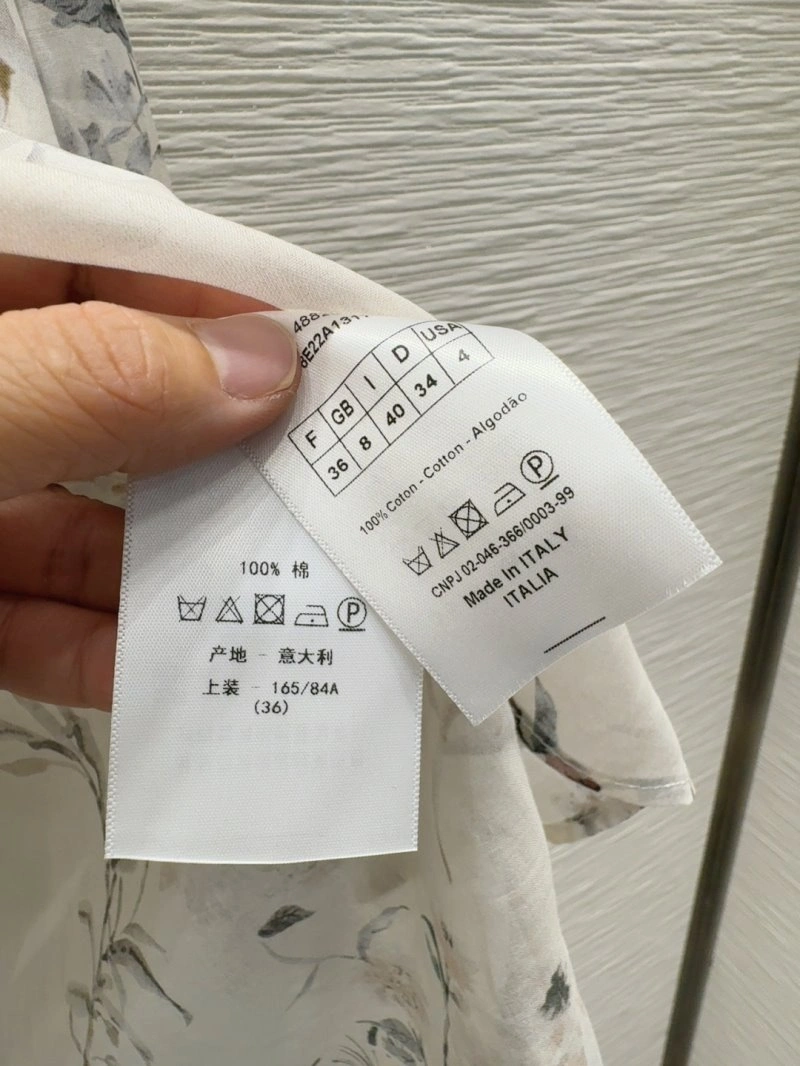 F GB I D USA
36 8 40 34 4
100% Coton - Cotton - Algodão
P
CNPJ 02-046-366/0003-99
Made in ITALY
ITALIA
100% 棉
P
产地 - 意大利
上装 - 165/84A
(36)